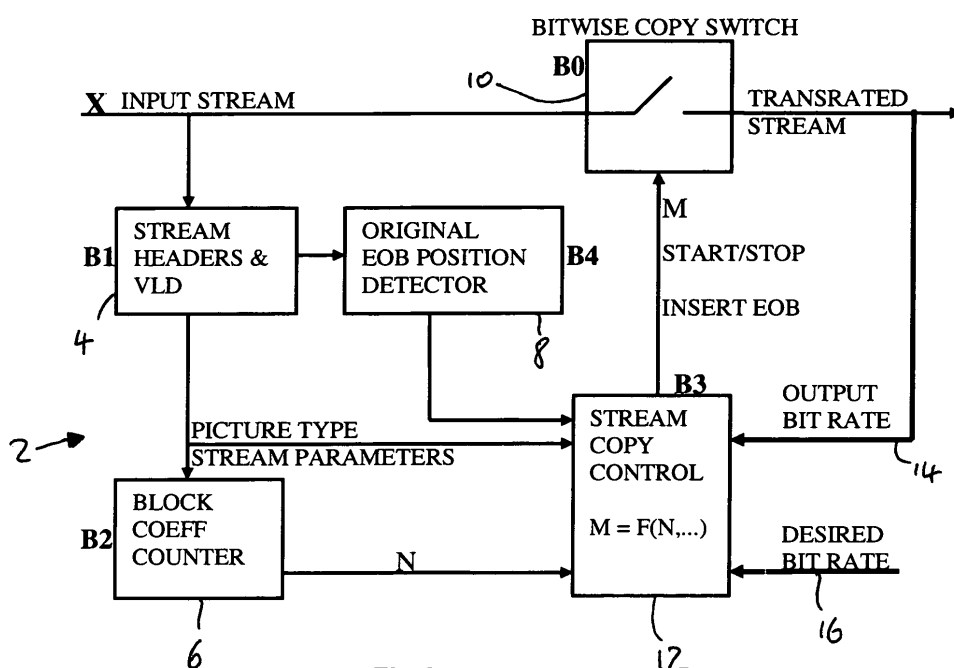 BITWISE COPY SWITCH
B0
10
X INPUT STREAM
TRANSRATED
STREAM
M
START/STOP
INSERT EOB
B1
STREAM
HEADERS &
VLD
4
ORIGINAL
EOB POSITION
DETECTOR
B4
8
B3
STREAM
COPY
CONTROL
M = F(N,...)
OUTPUT
BIT RATE
14
2
PICTURE TYPE
STREAM PARAMETERS
B2
BLOCK
COEFF
COUNTER
N
DESIRED
BIT RATE
16
6
12